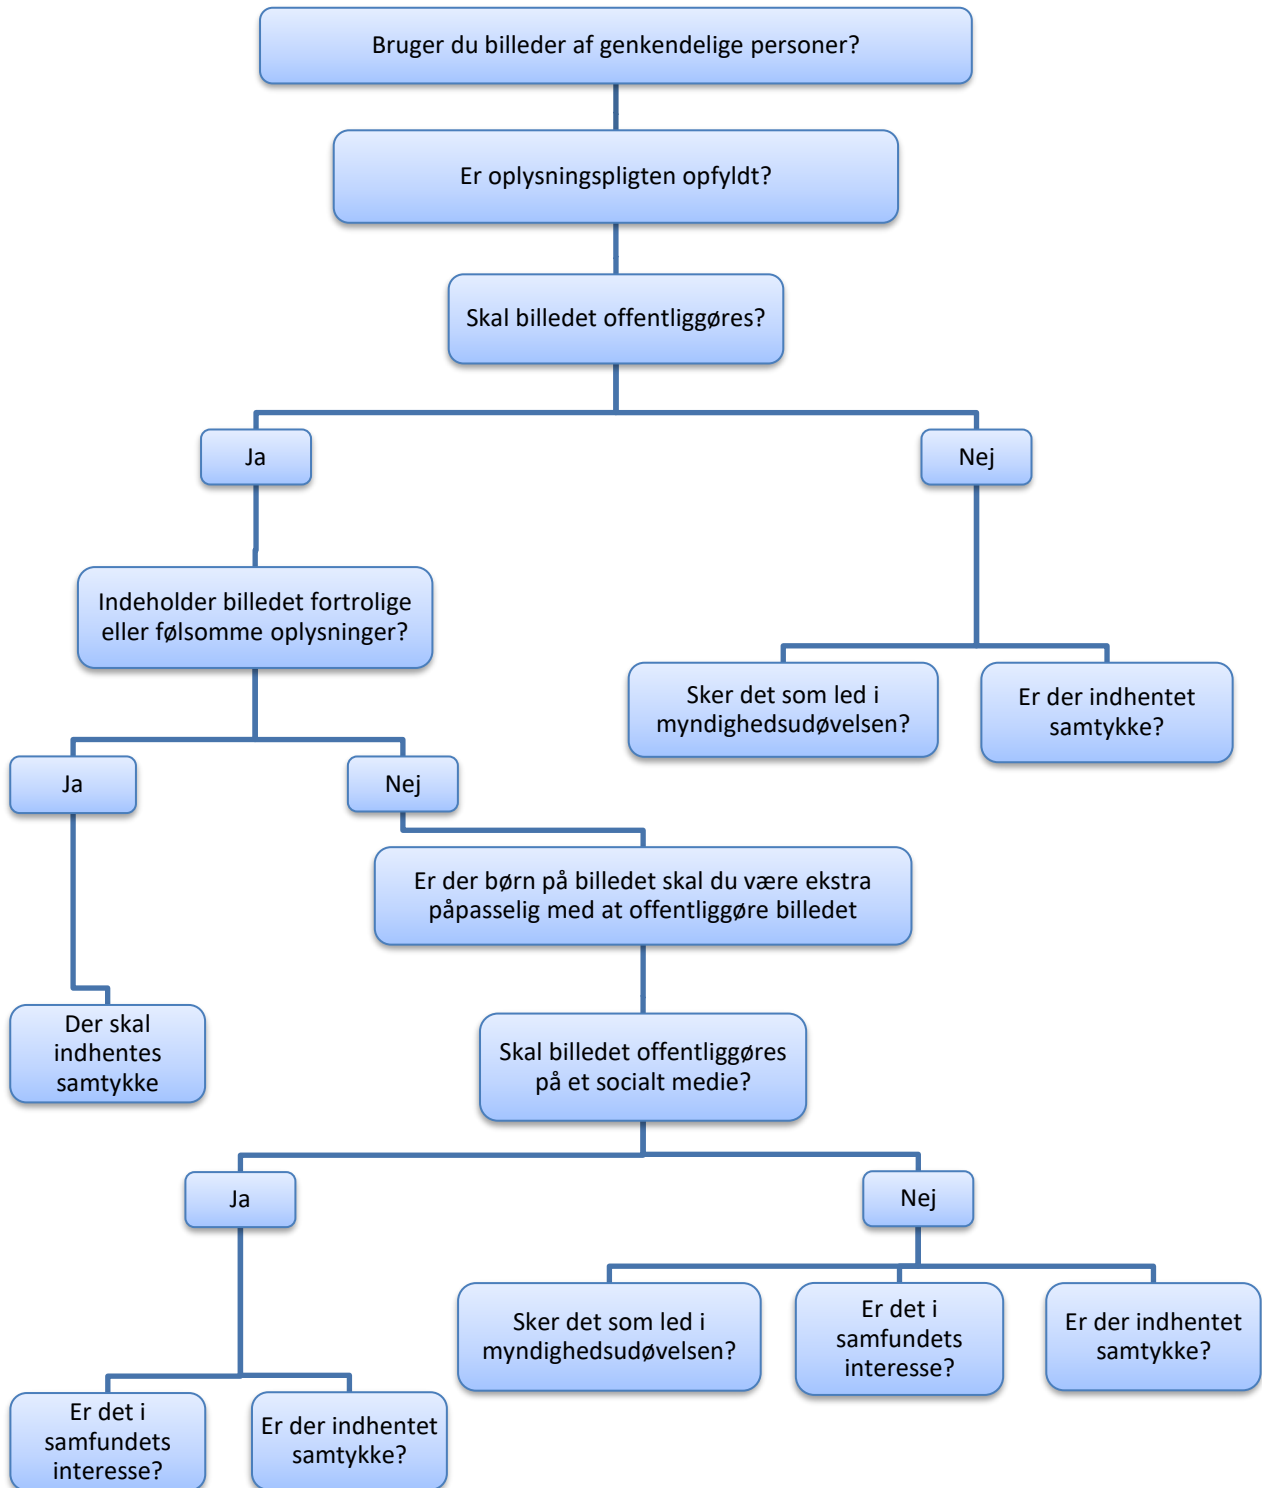 Bruger du billeder af genkendelige personer?
Er oplysningspligten opfyldt?
Skal billedet offentliggøres?
Ja
Nej
Indeholder billedet fortrolige
eller følsomme oplysninger?
Sker det som led i
myndighedsudøvelsen?
Er der indhentet
samtykke?
Ja
Nej
Er der børn på billedet skal du være ekstra
påpasselig med at offentliggøre billedet
Der skal
indhentes
samtykke
Skal billedet offentliggøres
på et socialt medie?
Ja
Nej
Sker det som led i
myndighedsudøvelsen?
Er det i
samfundets
interesse?
Er der indhentet
samtykke?
Er det i
samfundets
interesse?
Er der indhentet
samtykke?